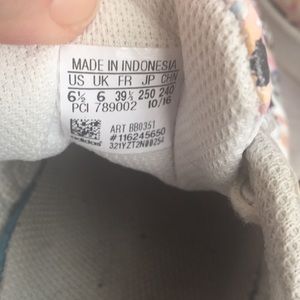 MADE IN INDONESIA
US UK FR JP CHN
6½ 6 39⅓ 250 240
PCI 789002 10/16
ART BB0351
#116245650
adidas 321YZT2N00254